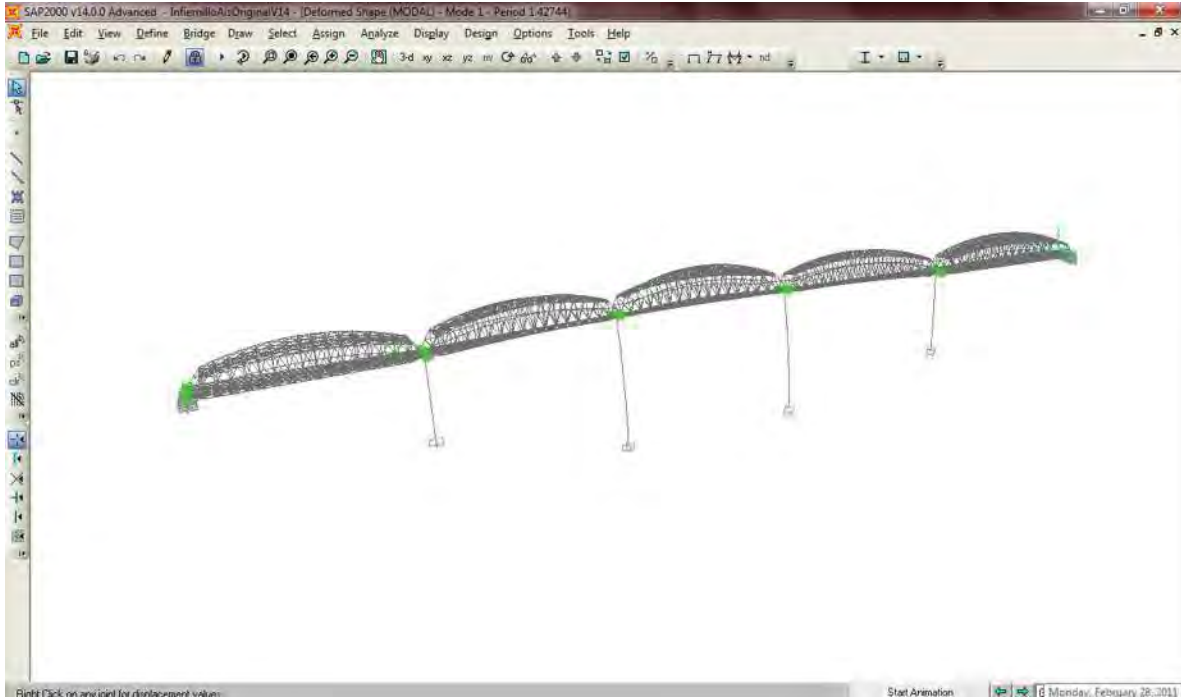 SAP2000 v14.0.0 Advanced - InfiernilloAisOriginalV14 - [Deformed Shape (MODAL) - Mode 1 - Period 1.42744]
File Edit View Define Bridge Draw Select Assign Analyze Display Design Options Tools Help
3-d xy xz yz nv nd
Right Click on any joint for displacement values Start Animation Monday, February 28, 2011